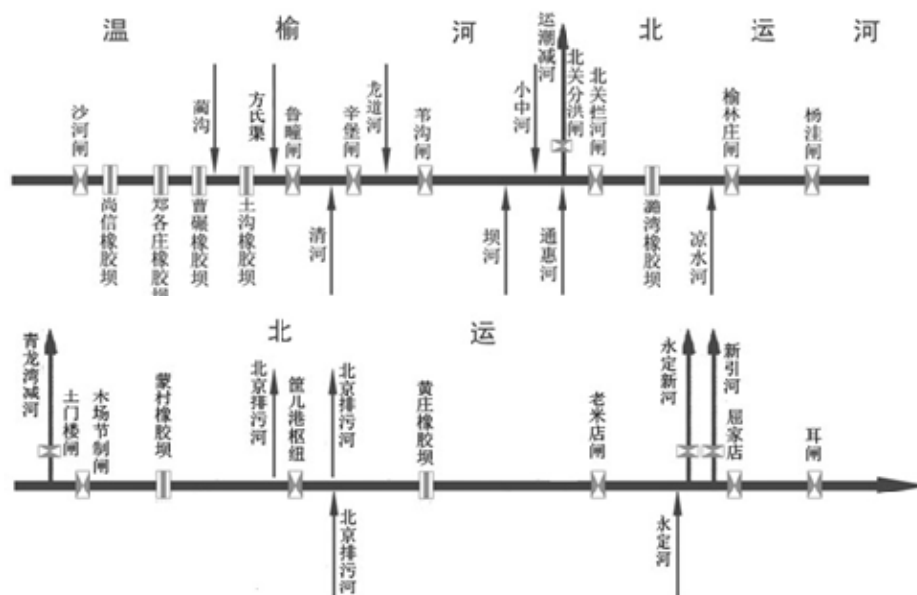 温榆河 北运河
沙河闸
尚信橡胶坝
郑各庄橡胶坝
曹碾橡胶坝
蔺沟
土沟橡胶坝
方氏渠
鲁疃闸
清河
辛堡闸
龙道河
苇沟闸
坝河
小中河
运潮减河
北关分洪闸
通惠河
北关拦河闸
潞湾橡胶坝
凉水河
榆林庄闸
杨洼闸
北运
青龙湾减河
土门楼闸
木场节制闸
蒙村橡胶坝
北京排污河
筐儿港枢纽
北京排污河
北京排污河
黄庄橡胶坝
老米店闸
永定河
永定新河
新引河
屈家店
耳闸